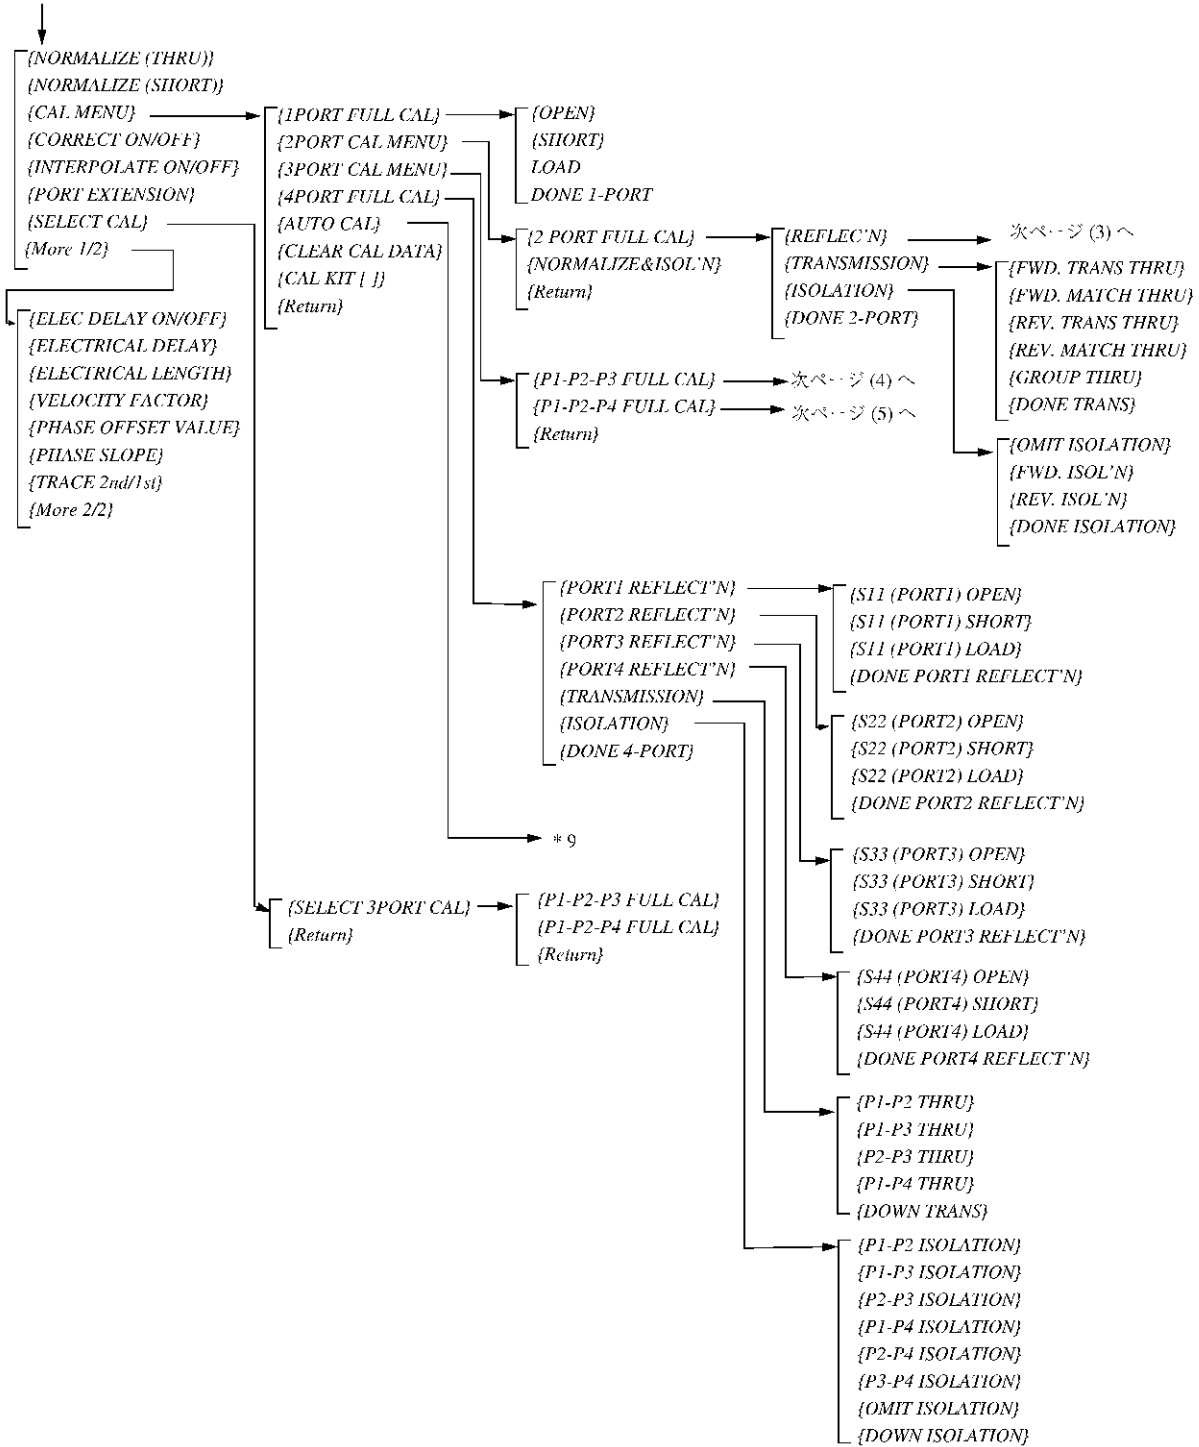 {NORMALIZE (THRU)}
{NORMALIZE (SHORT)}
{CAL MENU}
{CORRECT ON/OFF}
{INTERPOLATE ON/OFF}
{PORT EXTENSION}
{SELECT CAL}
{More 1/2}
{ELEC DELAY ON/OFF}
{ELECTRICAL DELAY}
{ELECTRICAL LENGTH}
{VELOCITY FACTOR}
{PHASE OFFSET VALUE}
{PHASE SLOPE}
{TRACE 2nd/1st}
{More 2/2}
{1PORT FULL CAL}
{2PORT CAL MENU}
{3PORT CAL MENU}
{4PORT FULL CAL}
{AUTO CAL}
{CLEAR CAL DATA}
{CAL KIT [ ]}
{Return}
{OPEN}
{SHORT}
LOAD
DONE 1-PORT
{2 PORT FULL CAL}
{NORMALIZE&ISOL'N}
{Return}
{REFLEC'N}
{TRANSMISSION}
{ISOLATION}
{DONE 2-PORT}
次ページ (3) へ
{FWD. TRANS THRU}
{FWD. MATCH THRU}
{REV. TRANS THRU}
{REV. MATCH THRU}
{GROUP THRU}
{DONE TRANS}
{OMIT ISOLATION}
{FWD. ISOL'N}
{REV. ISOL'N}
{DONE ISOLATION}
{P1-P2-P3 FULL CAL}
{P1-P2-P4 FULL CAL}
{Return}
次ページ (4) へ
次ページ (5) へ
{PORT1 REFLECT'N}
{PORT2 REFLECT'N}
{PORT3 REFLECT'N}
{PORT4 REFLECT'N}
{TRANSMISSION}
{ISOLATION}
{DONE 4-PORT}
{S11 (PORT1) OPEN}
{S11 (PORT1) SHORT}
{S11 (PORT1) LOAD}
{DONE PORT1 REFLECT'N}
{S22 (PORT2) OPEN}
{S22 (PORT2) SHORT}
{S22 (PORT2) LOAD}
{DONE PORT2 REFLECT'N}
{S33 (PORT3) OPEN}
{S33 (PORT3) SHORT}
{S33 (PORT3) LOAD}
{DONE PORT3 REFLECT'N}
{S44 (PORT4) OPEN}
{S44 (PORT4) SHORT}
{S44 (PORT4) LOAD}
{DONE PORT4 REFLECT'N}
{P1-P2 THRU}
{P1-P3 THRU}
{P2-P3 THRU}
{P1-P4 THRU}
{DOWN TRANS}
{P1-P2 ISOLATION}
{P1-P3 ISOLATION}
{P2-P3 ISOLATION}
{P1-P4 ISOLATION}
{P2-P4 ISOLATION}
{P3-P4 ISOLATION}
{OMIT ISOLATION}
{DOWN ISOLATION}
* 9
{SELECT 3PORT CAL}
{Return}
{P1-P2-P3 FULL CAL}
{P1-P2-P4 FULL CAL}
{Return}